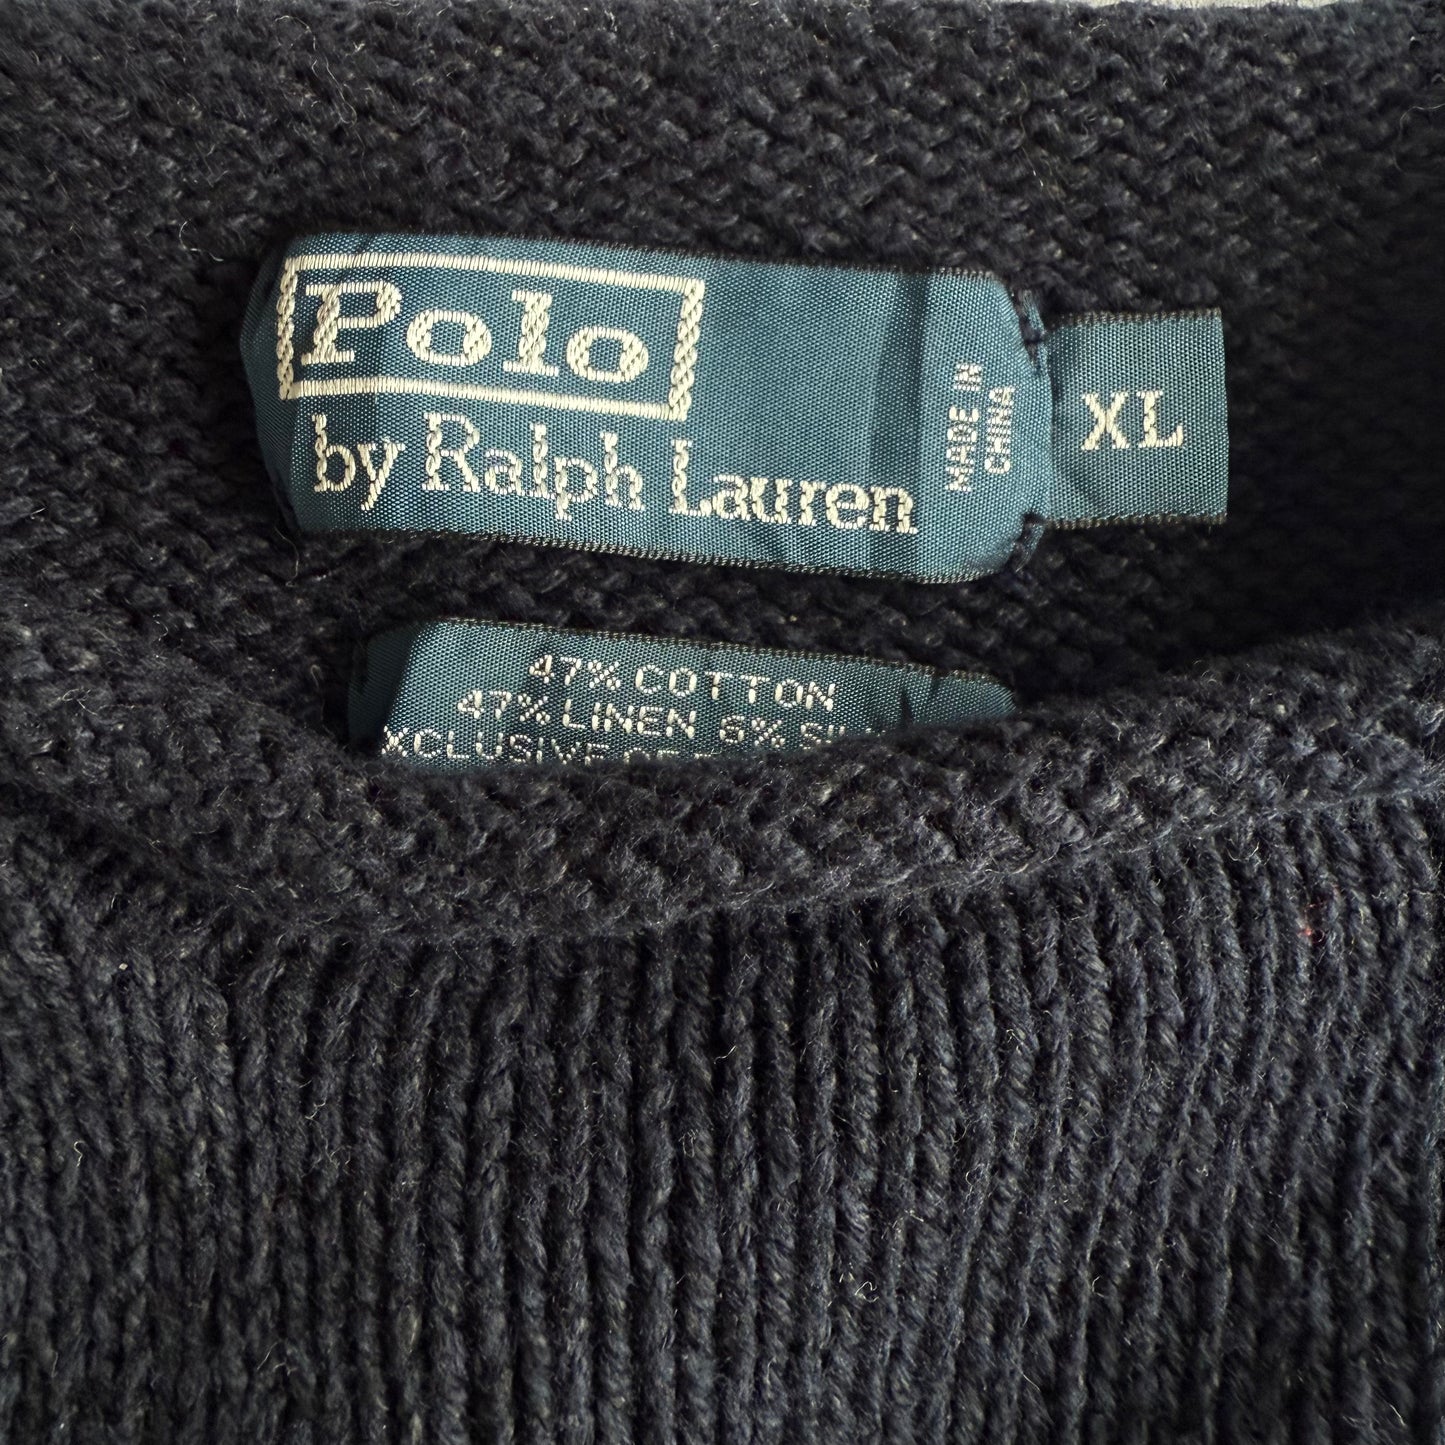 Polo
by Ralph Lauren
MADE IN
CHINA
XL
47% COTTON
47% LINEN 6%